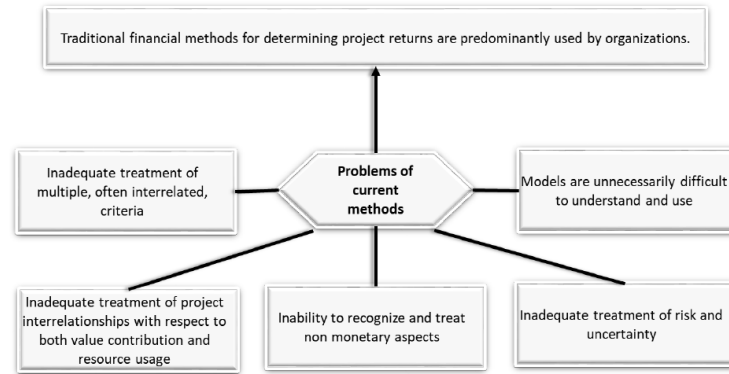 Traditional financial methods for determining project returns are predominantly used by organizations.
Inadequate treatment of
multiple, often interrelated,
criteria
Problems of
current
methods
Models are unnecessarily difficult
to understand and use
Inadequate treatment of project
interrelationships with respect to
both value contribution and
resource usage
Inability to recognize and treat
non monetary aspects
Inadequate treatment of risk and
uncertainty